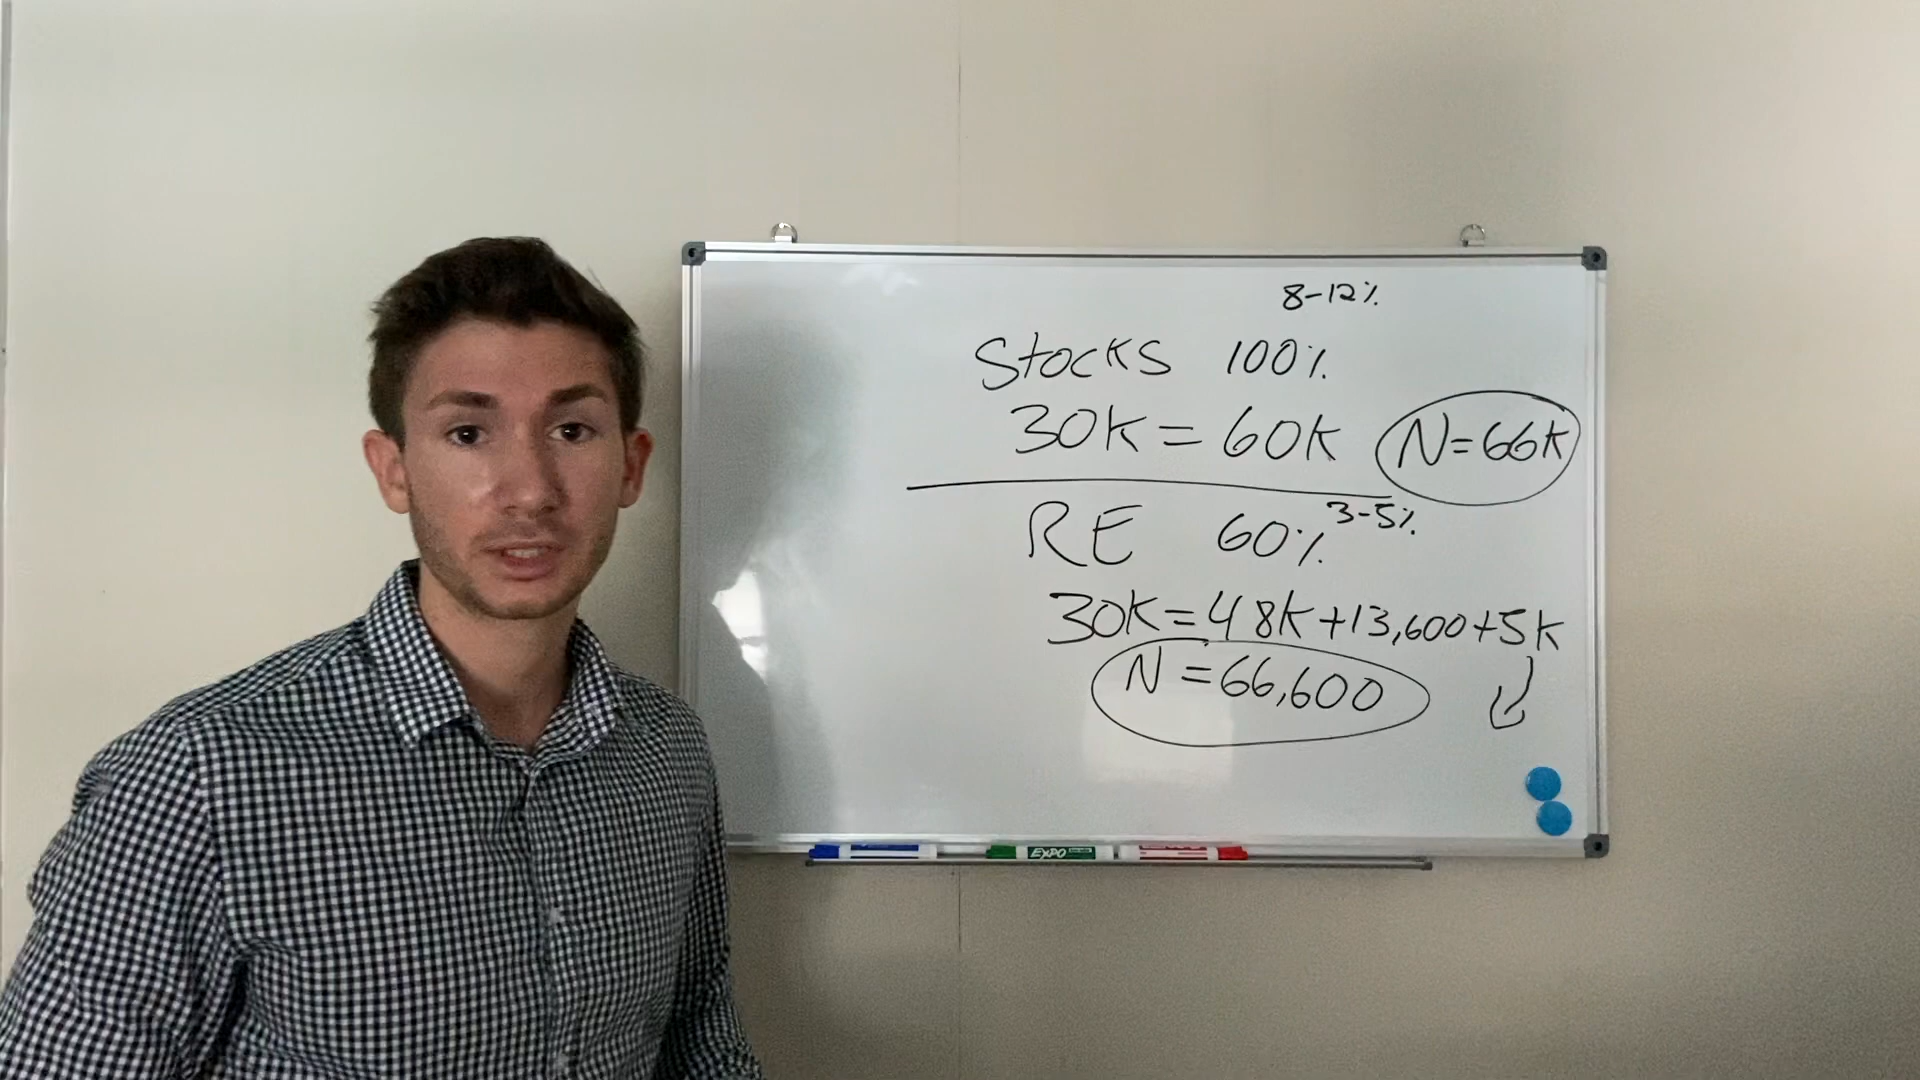 8-12%
Stocks 100%
30K = 60K N=66K
RE 60% 3-5%
30K=48K+13,600+5K
N=66,600
EXPO